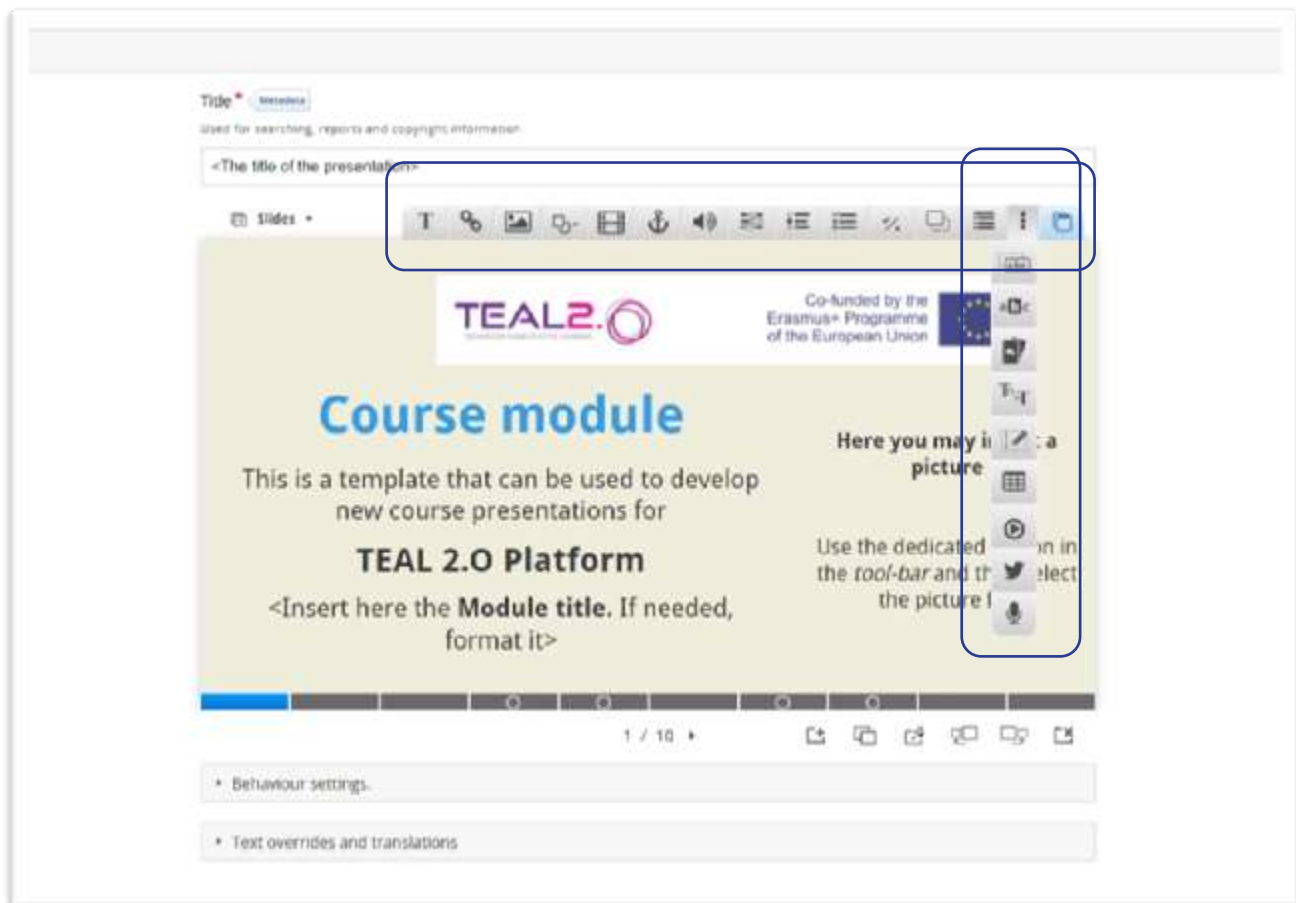 Title * Metadata
Used for searching, reports and copyright information
<The title of the presentation>
Slides
T
TEAL2.O
Co-funded by the
Erasmus+ Programme
of the European Union
Course module
This is a template that can be used to develop
new course presentations for
TEAL 2.O Platform
<Insert here the Module title. If needed,
format it>
Here you may i a
picture
Use the dedicated on in
the tool-bar and th elect
the picture
1 / 10
Behaviour settings.
Text overrides and translations